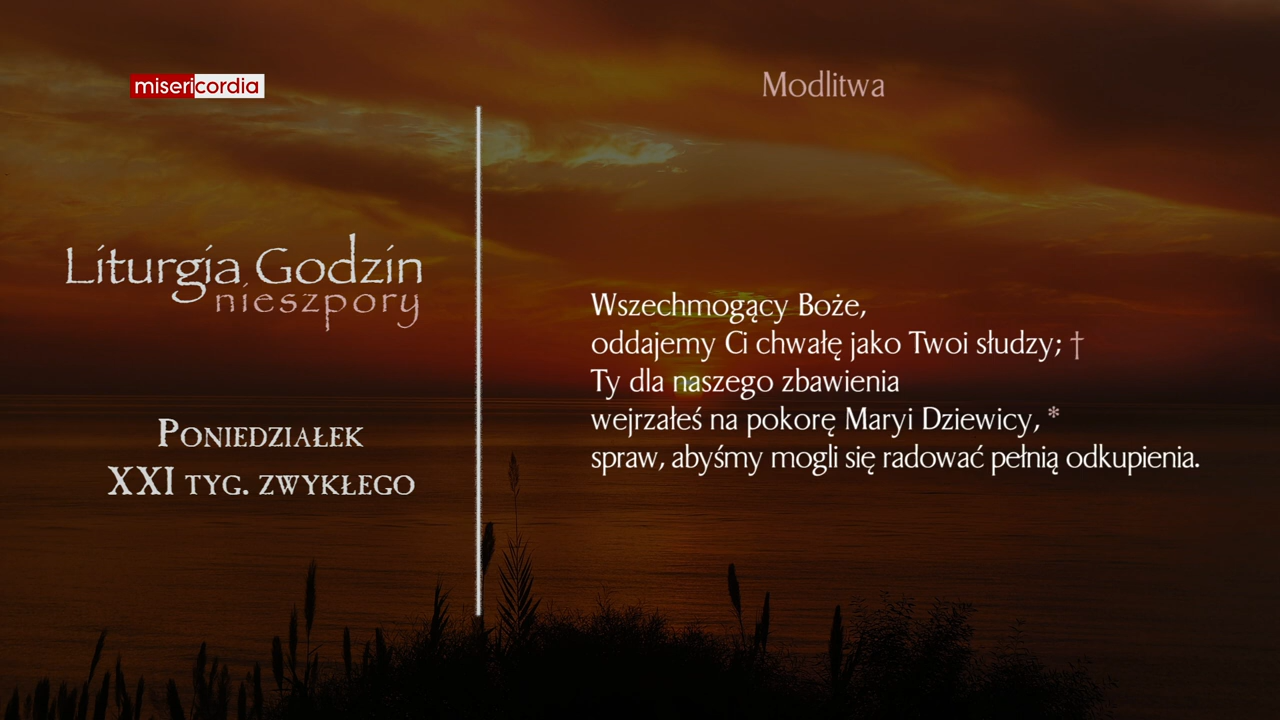 misericordia
Liturgia Godzin
nieszpory
Poniedziałek
XXI tyg. zwykłego
Modlitwa
Wszechmogący Boże,
oddajemy Ci chwałę jako Twoi słudzy; †
Ty dla naszego zbawienia
wejrzałeś na pokorę Maryi Dziewicy, *
spraw, abyśmy mogli się radować pełnią odkupienia.